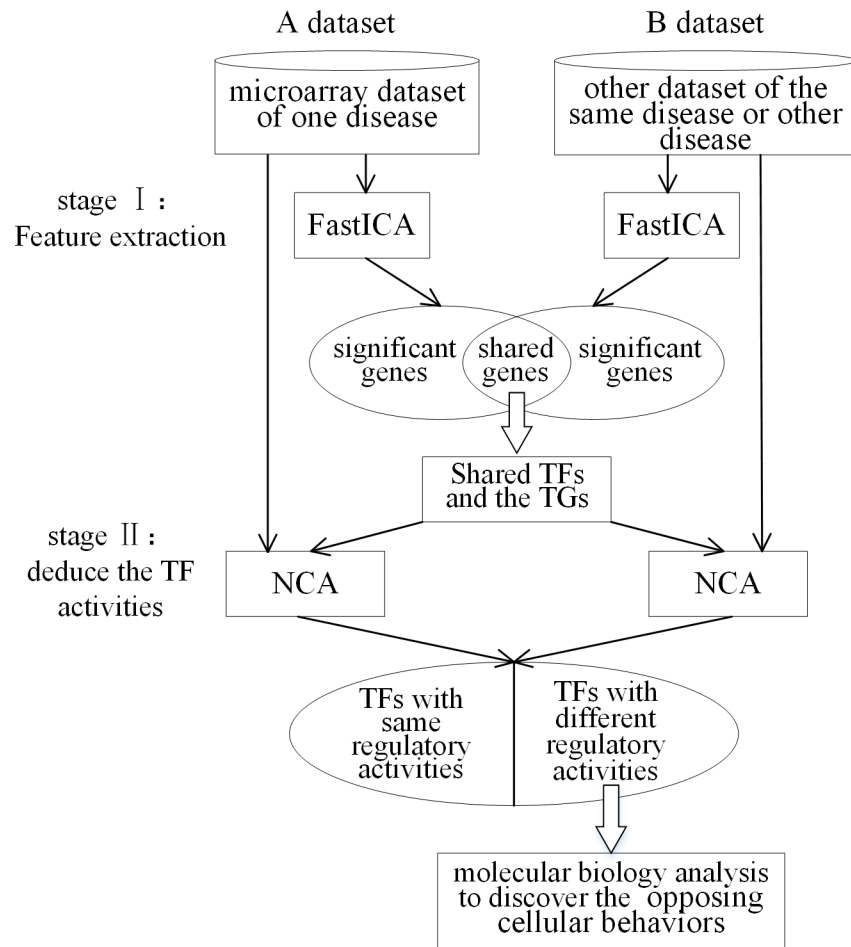 A dataset
B dataset
microarray dataset
of one disease
other dataset of the
same disease or other
disease
stage Ⅰ:
Feature extraction
FastICA
FastICA
significant
genes
shared
genes
significant
genes
Shared TFs
and the TGs
stage Ⅱ:
deduce the TF
activities
NCA
NCA
TFs with
same
regulatory
activities
TFs with
different
regulatory
activities
molecular biology analysis
to discover the opposing
cellular behaviors